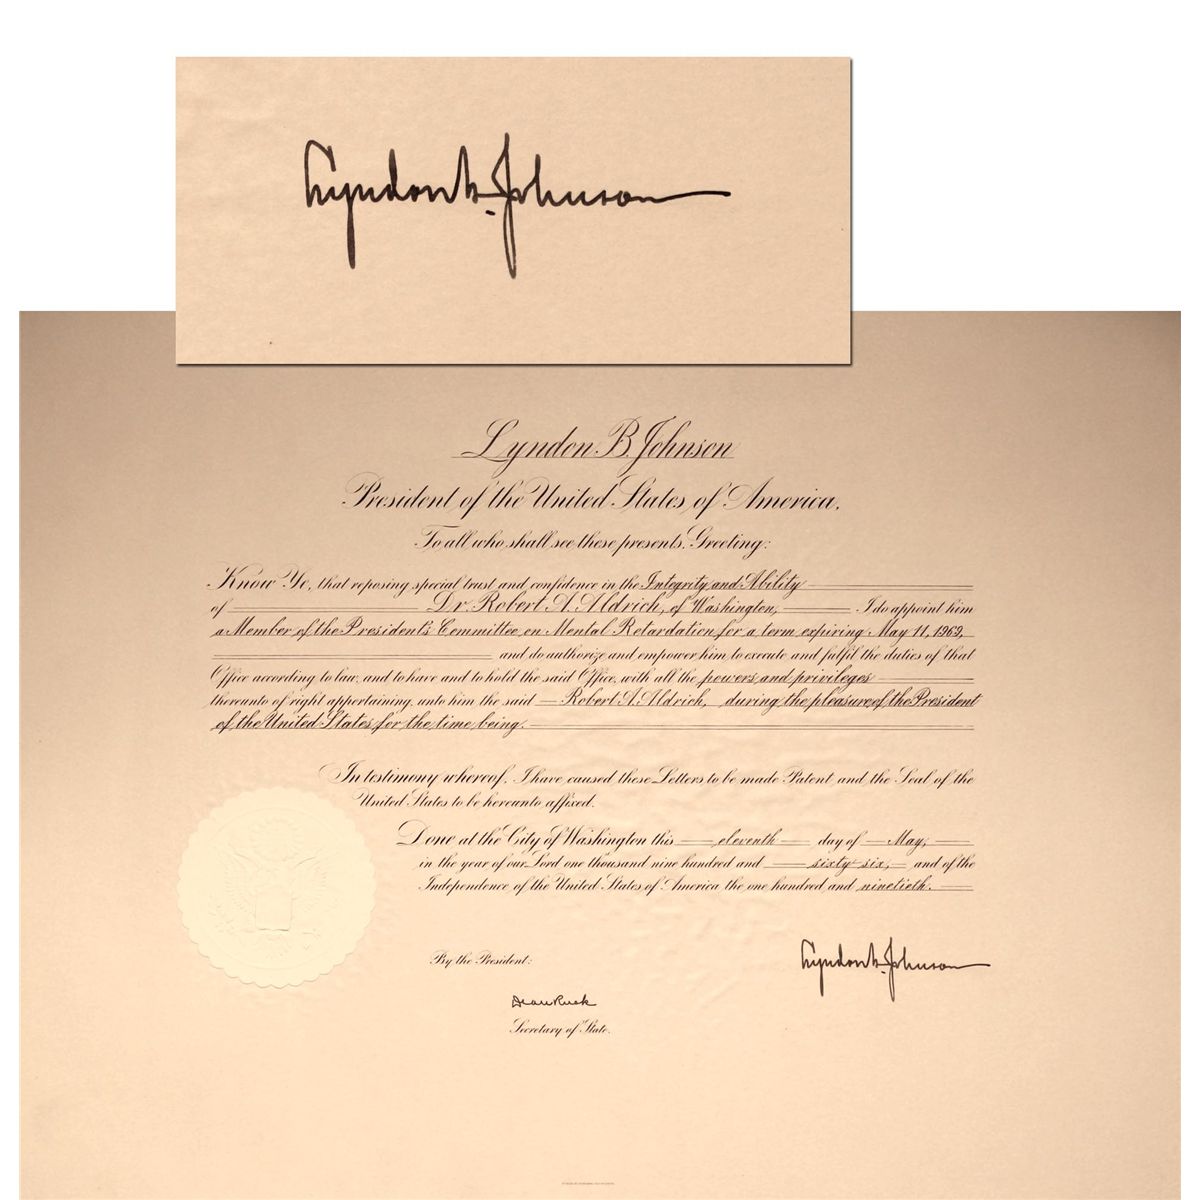 Lyndon B. Johnson
Lyndon B. Johnson
President of the United States of America.
To all who shall see these presents, Greeting:
Know Ye, that reposing special trust and confidence in the Integrity and Ability
of Dr. Robert A. Aldrich, of Washington, I do appoint him
a Member of the President's Committee on Mental Retardation for a term expiring May 11, 1969,
and do authorize and empower him to execute and fulfil the duties of that
Office according to law, and to have and to hold the said Office, with all the powers and privileges
thereunto of right appertaining, unto him the said Robert A. Aldrich, during the pleasure of the President
of the United States for the time being.
In testimony whereof, I have caused these Letters to be made Patent and the Seal of the
United States to be hereunto affixed.
Done at the City of Washington this eleventh day of May,
in the year of our Lord one thousand nine hundred and sixty-six, and of the
Independence of the United States of America the one hundred and ninetieth.
Lyndon B. Johnson
By the President:
Dean Rusk
Secretary of State.